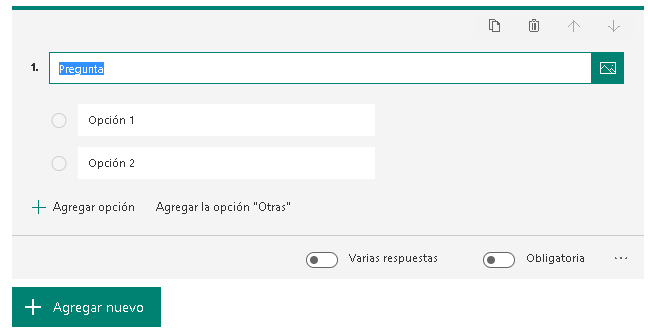 1. Pregunta
Opción 1
Opción 2
Agregar opción Agregar la opción "Otras"
Varias respuestas Obligatoria ...
Agregar nuevo